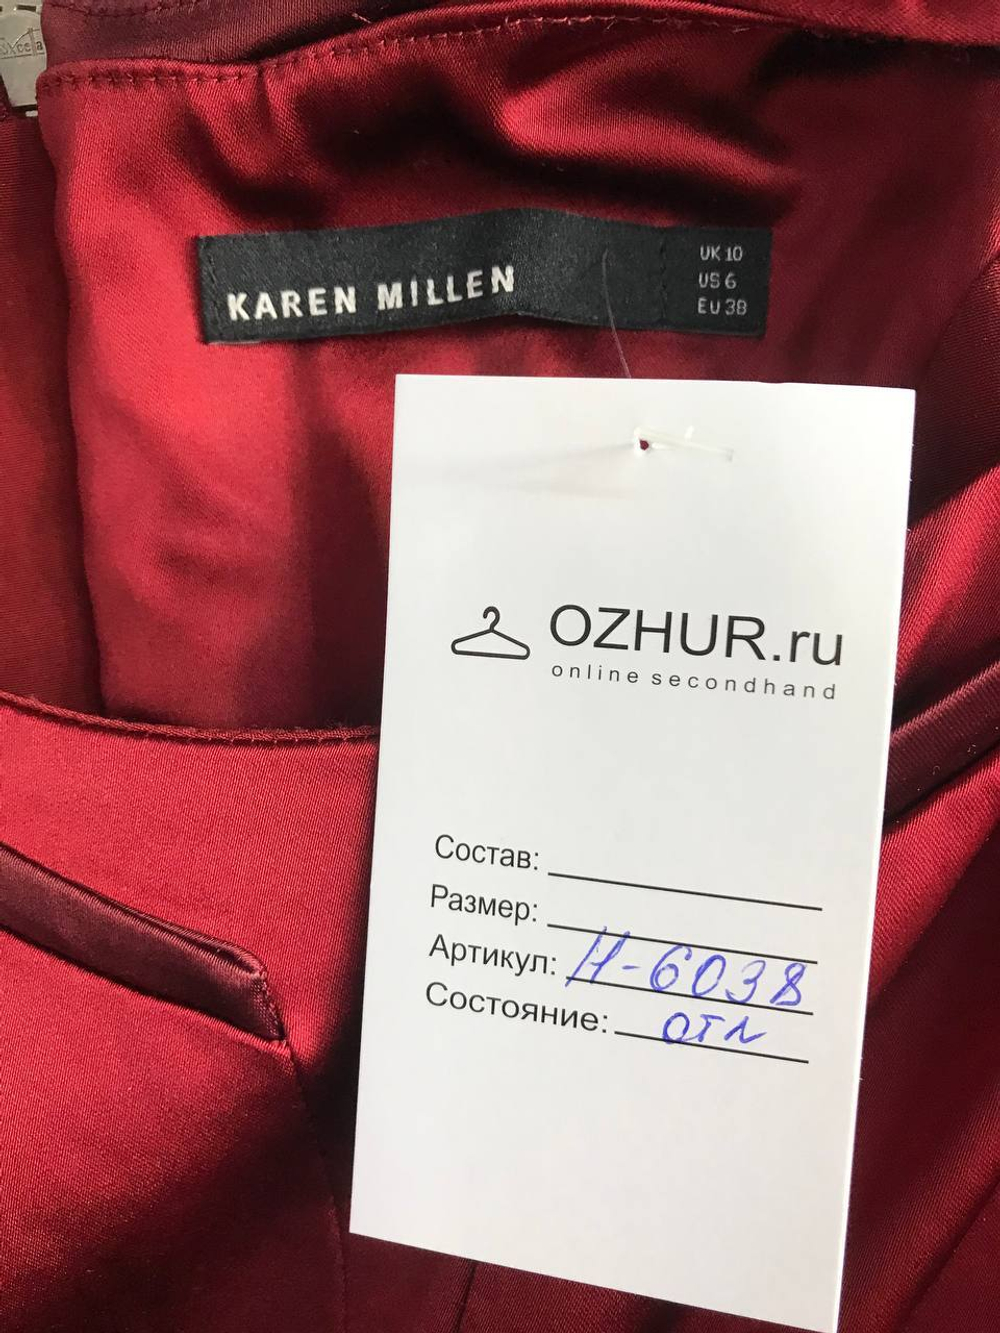 KAREN MILLEN
UK 10
US 6
EU 38
OZHUR.ru
online secondhand
Состав:
Размер:
Артикул: Н-6038
Состояние: отл